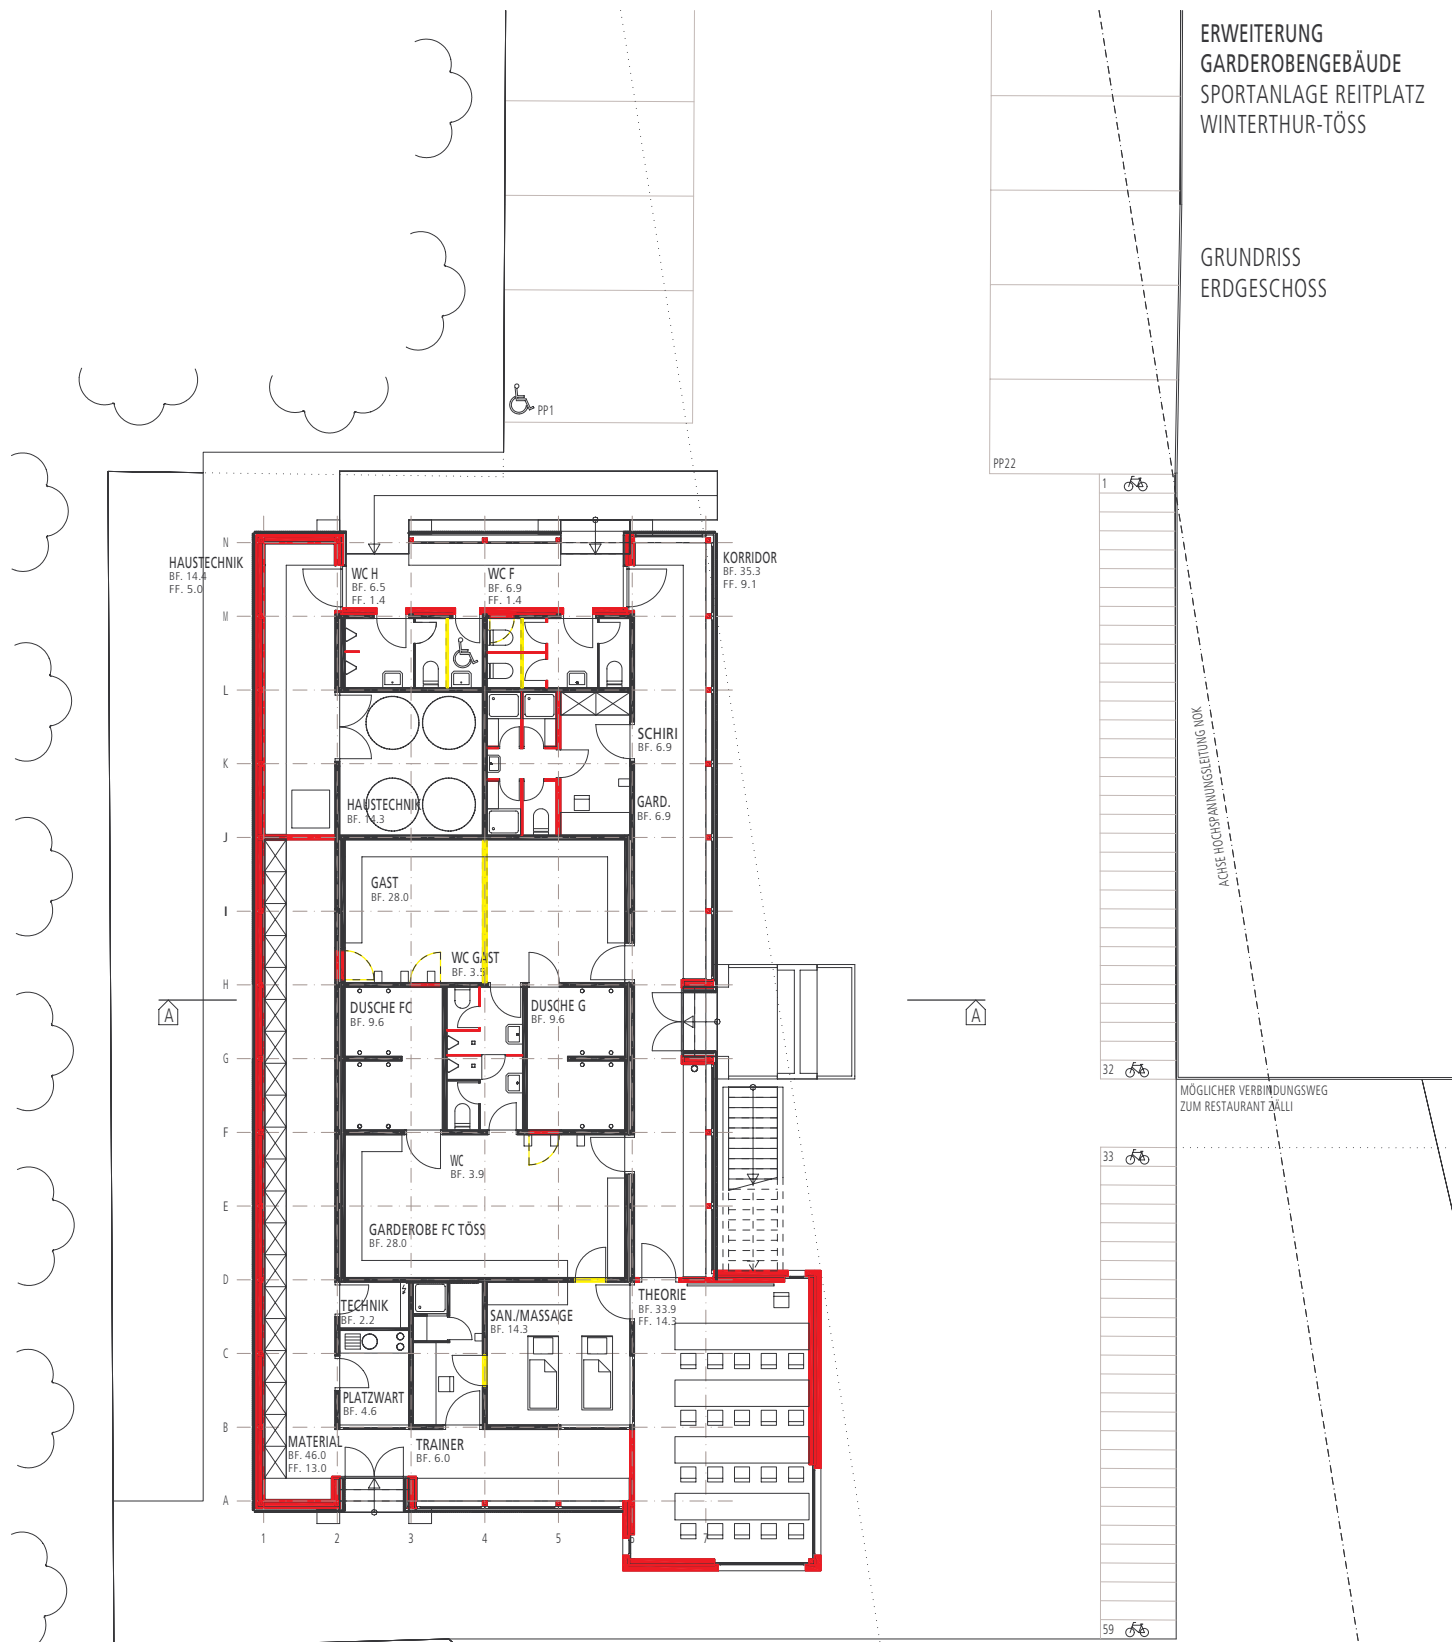 ERWEITERUNG
GARDEROBENGEBÄUDE
SPORTANLAGE REITPLATZ
WINTERTHUR-TÖSS
GRUNDRISS
ERDGESCHOSS
PP1
PP22
1
N
HAUSTECHNIK
BF. 14.4
FF. 5.0
WC H
BF. 6.5
FF. 1.4
WC F
BF. 6.9
FF. 1.4
KORRIDOR
BF. 35.3
FF. 9.1
M
L
SCHIRI
BF. 6.9
K
HAUSTECHNIK
BF. 14.3
GARD.
BF. 6.9
J
ACHSE HOCHSPANNUNGSLEITUNG NOK
GAST
BF. 28.0
I
WC GAST
BF. 3.5
H
DUSCHE FC
BF. 9.6
DUSCHE G
BF. 9.6
A
A
G
32
MÖGLICHER VERBINDUNGSWEG
ZUM RESTAURANT ZÄLLI
F
WC
BF. 3.9
33
E
GARDEROBE FC TÖSS
BF. 28.0
D
TECHNIK
BF. 2.2
SAN./MASSAGE
BF. 14.3
THEORIE
BF. 33.9
FF. 14.3
C
PLATZWART
BF. 4.6
B
MATERIAL
BF. 46.0
FF. 13.0
TRAINER
BF. 6.0
A
1
2
3
4
5
6
7
59